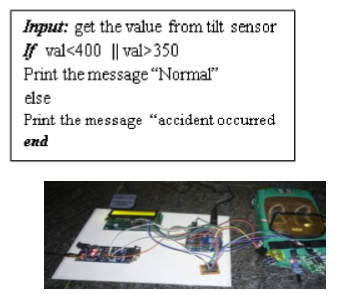 Input: get the value from tilt sensor
If val<400 || val>350
Print the message “Normal”
else
Print the message “accident occurred
end